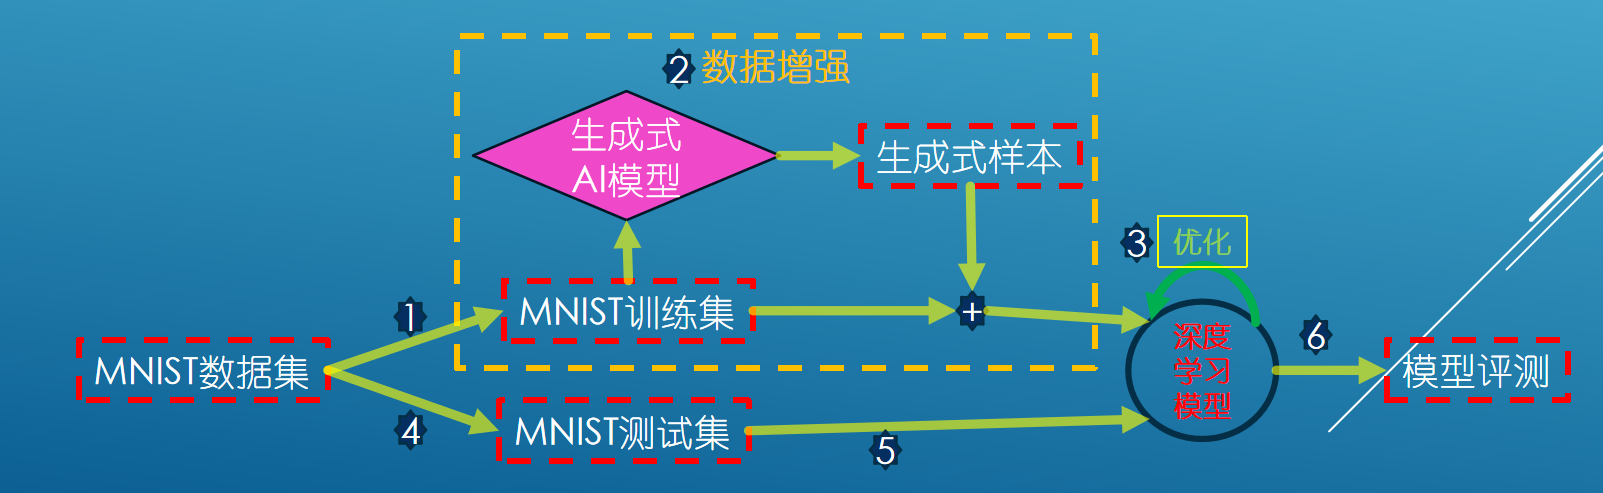 2 数据增强
生成式
AI模型
生成式样本
3 优化
1
MNIST训练集
+
MNIST数据集
深度
学习
模型
6
模型评测
4
MNIST测试集
5